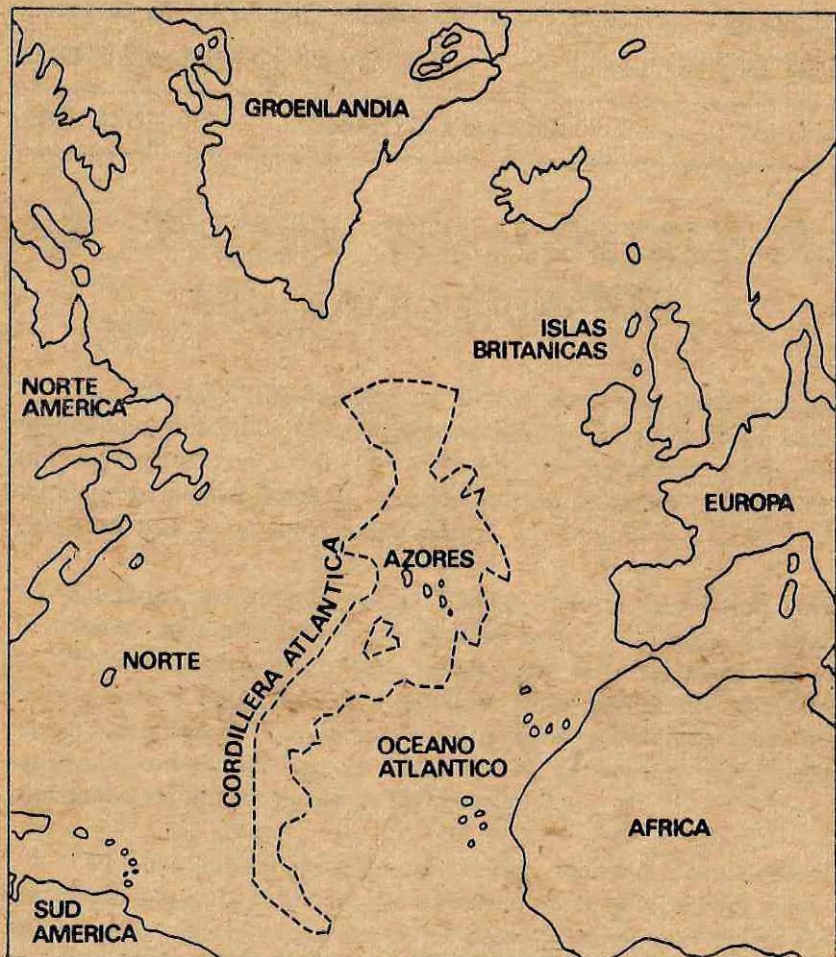 GROENLANDIA
ISLAS
BRITANICAS
NORTE
AMERICA
EUROPA
AZORES
CORDILLERA ATLANTICA
NORTE
OCEANO
ATLANTICO
AFRICA
SUD
AMERICA